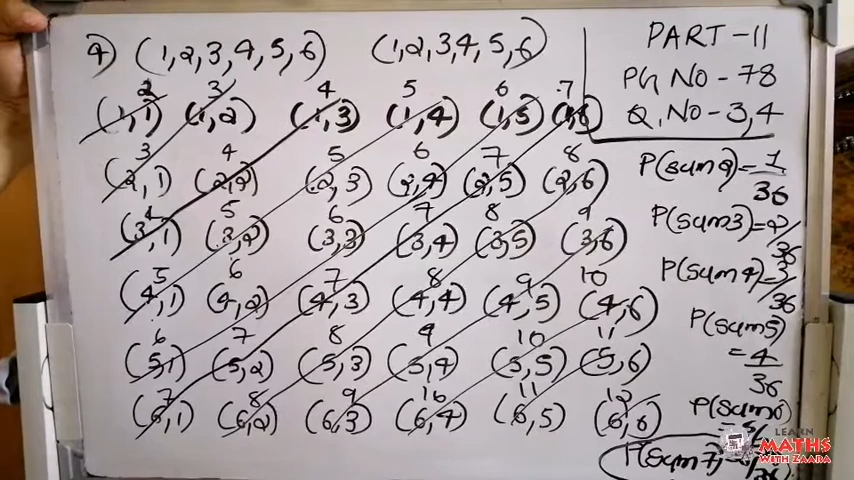 4) (1,2,3,4,5,6) (1,2,3,4,5,6)
PART-11
PG NO-78
Q.NO-3,4
2 3 4 5 6 7
(1,1) (1,2) (1,3) (1,4) (1,5) (1,6)
3 4 5 6 7 8
(2,1) (2,2) (2,3) (2,4) (2,5) (2,6)
4 5 6 7 8 9
(3,1) (3,2) (3,3) (3,4) (3,5) (3,6)
5 6 7 8 9 10
(4,1) (4,2) (4,3) (4,4) (4,5) (4,6)
6 7 8 9 10 11
(5,1) (5,2) (5,3) (5,4) (5,5) (5,6)
7 8 9 10 11 12
(6,1) (6,2) (6,3) (6,4) (6,5) (6,6)
P(sum 2)=1/36
P(sum3)=2/36
P(sum4)=3/36
P(sum5)
=4/36
P(sum6)
P(sum7)=
LEARN
MATHS
WITH ZAARA